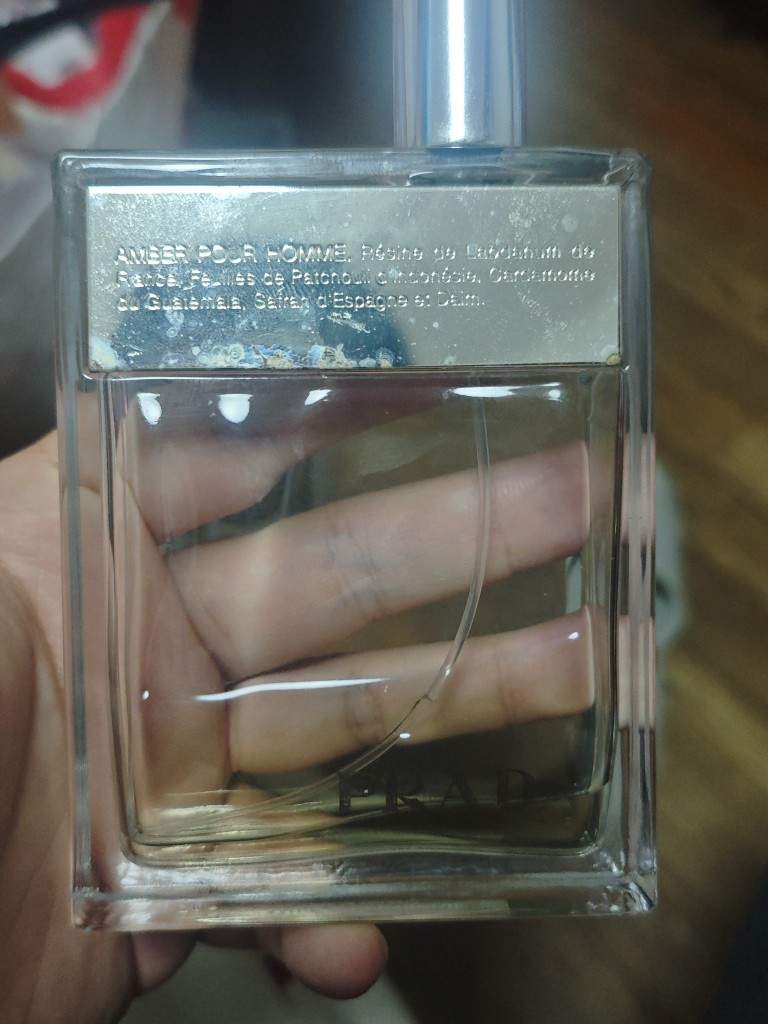 AMBER POUR HOMME. Résine de Labdanum de
France, Feuilles de Patchouli d'Indonésie, Cardamome
du Guatemala, Safran d'Espagne et Daim.
PRADA